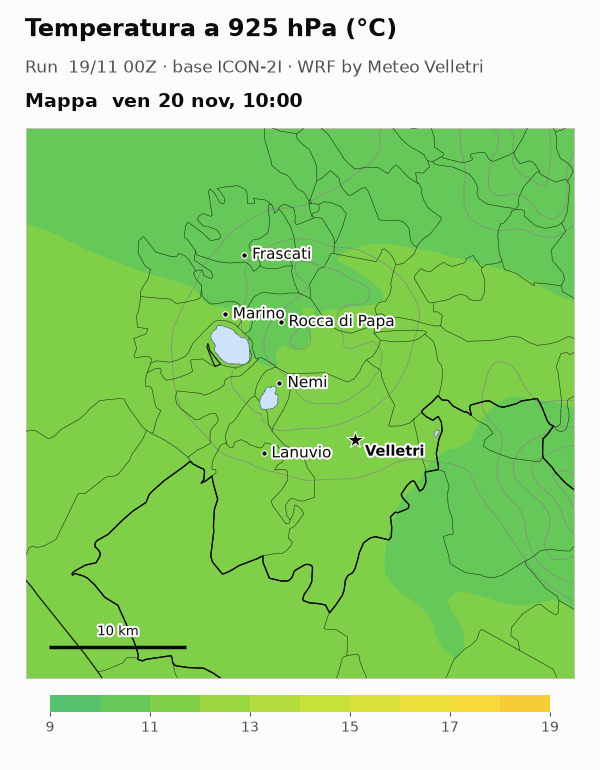 Temperatura a 925 hPa (°C)
Run  19/11 00Z · base ICON-2I · WRF by Meteo Velletri
Mappa  ven 20 nov, 10:00
Frascati
Marino
Rocca di Papa
Nemi
Velletri
Lanuvio
10 km
9 11 13 15 17 19